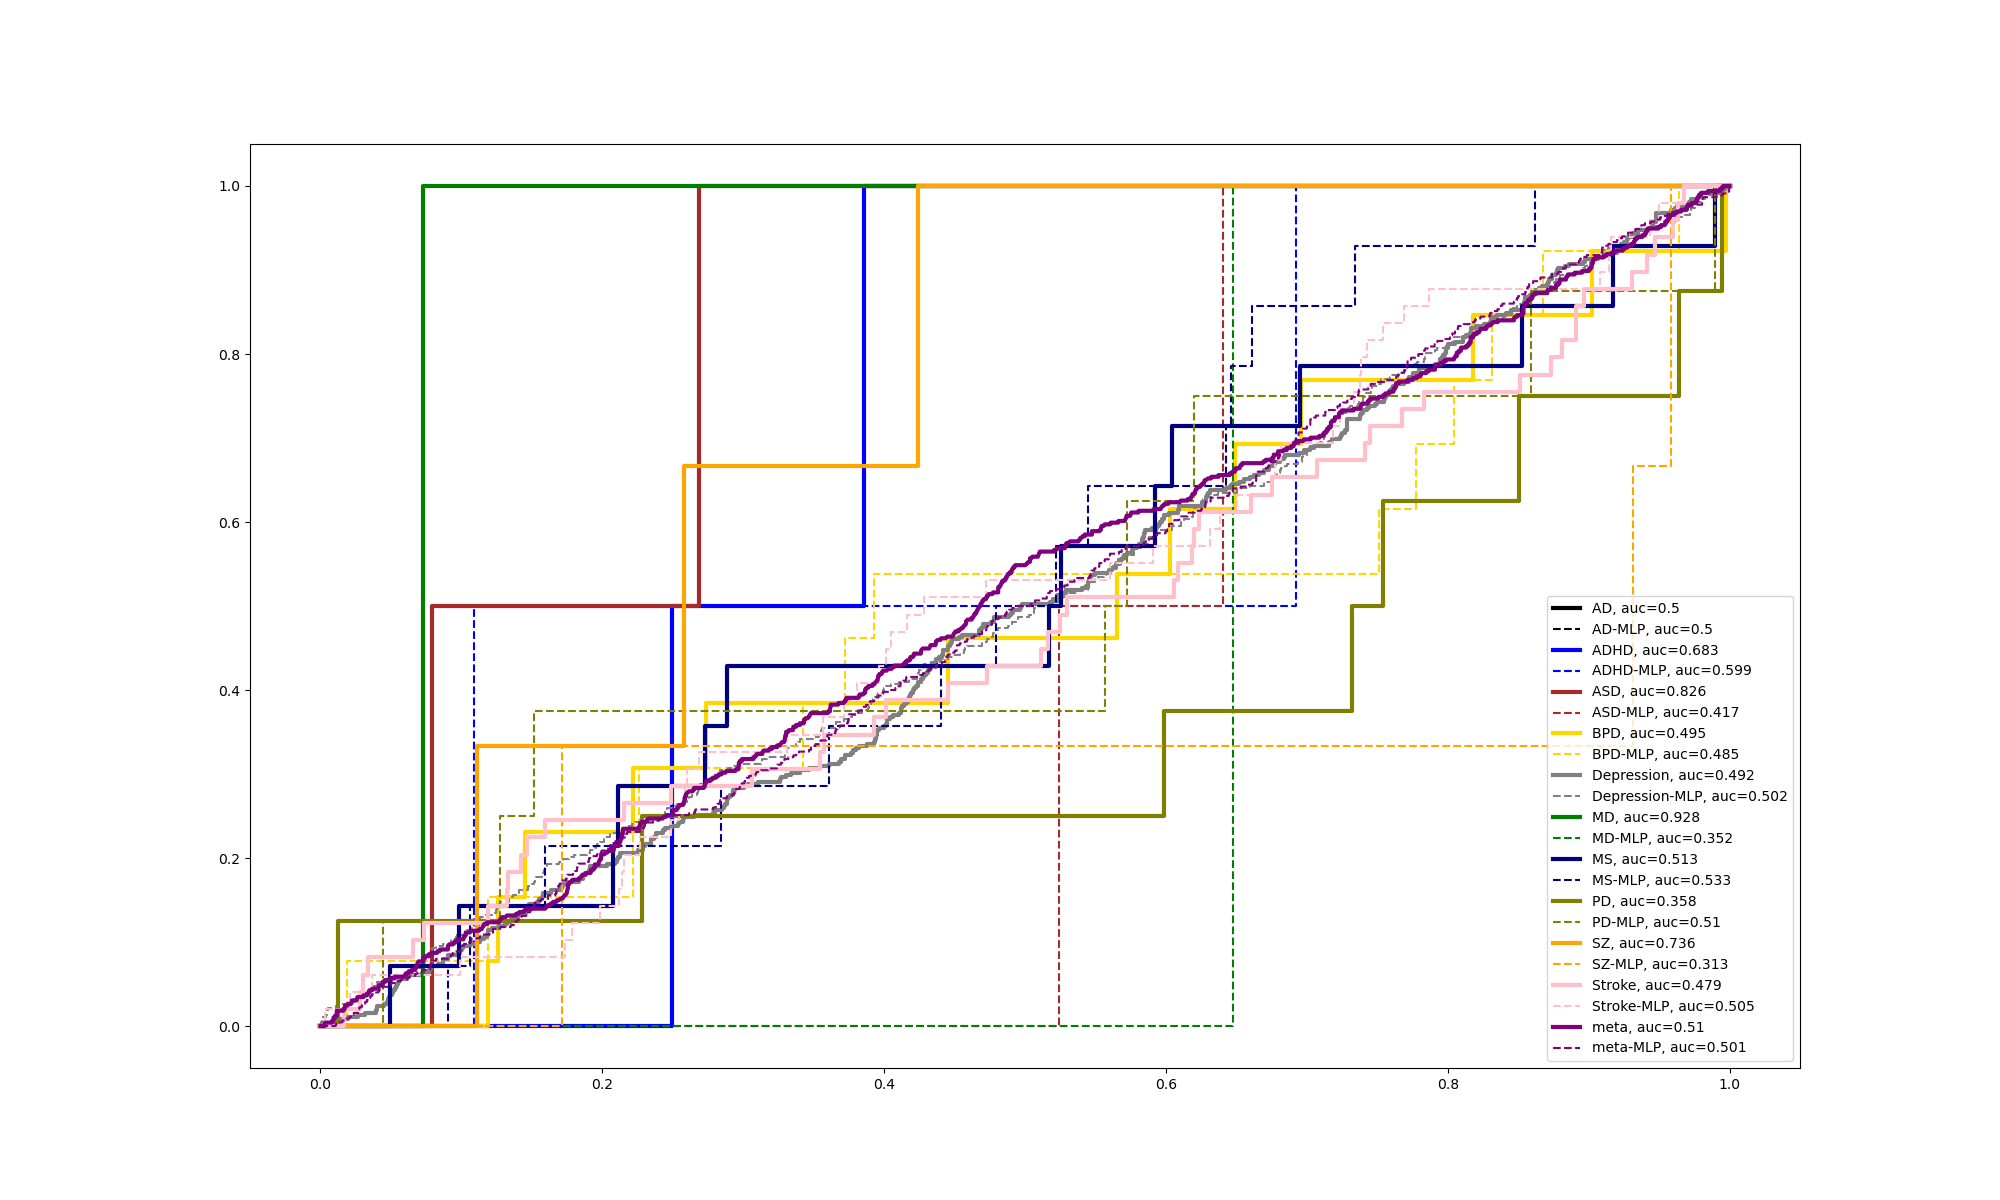 1.0
0.8
0.6
0.4
0.2
0.0
0.0 0.2 0.4 0.6 0.8 1.0
AD, auc=0.5
AD-MLP, auc=0.5
ADHD, auc=0.683
ADHD-MLP, auc=0.599
ASD, auc=0.826
ASD-MLP, auc=0.417
BPD, auc=0.495
BPD-MLP, auc=0.485
Depression, auc=0.492
Depression-MLP, auc=0.502
MD, auc=0.928
MD-MLP, auc=0.352
MS, auc=0.513
MS-MLP, auc=0.533
PD, auc=0.358
PD-MLP, auc=0.51
SZ, auc=0.736
SZ-MLP, auc=0.313
Stroke, auc=0.479
Stroke-MLP, auc=0.505
meta, auc=0.51
meta-MLP, auc=0.501